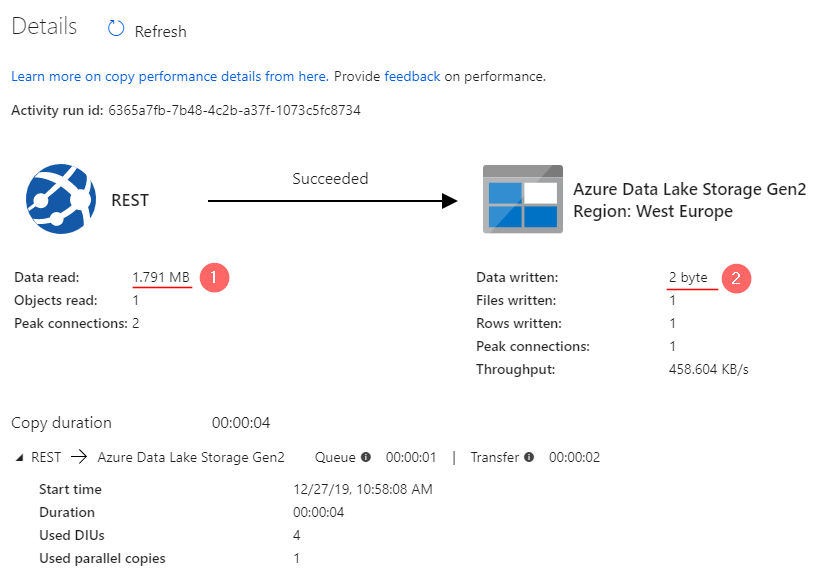 Details Refresh
Learn more on copy performance details from here. Provide feedback on performance.
Activity run id: 6365a7fb-7b48-4c2b-a37f-1073c5fc8734
Succeeded
REST
Azure Data Lake Storage Gen2
Region: West Europe
Data read: 1.791 MB 1
Objects read: 1
Peak connections: 2
Data written: 2 byte 2
Files written: 1
Rows written: 1
Peak connections: 1
Throughput: 458.604 KB/s
Copy duration 00:00:04
REST → Azure Data Lake Storage Gen2 Queue 00:00:01 | Transfer 00:00:02
Start time 12/27/19, 10:58:08 AM
Duration 00:00:04
Used DIUs 4
Used parallel copies 1